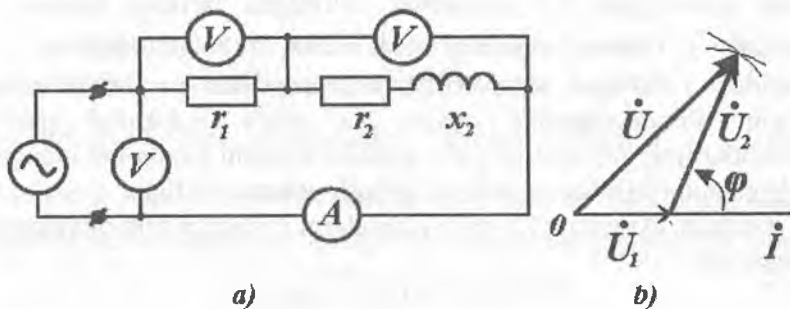 V
V
r₁
r₂
x₂
V
A
U̇
U̇₂
φ
0
U̇₁
İ
a)
b)